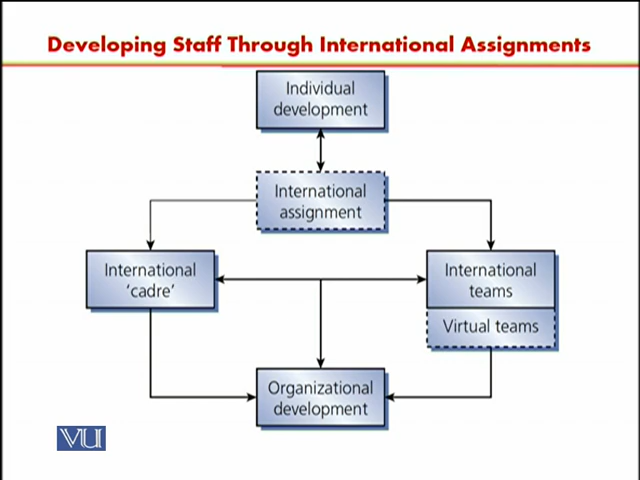 Developing Staff Through International Assignments
Individual
development
International
assignment
International
‘cadre’
International
teams
Virtual teams
Organizational
development
VU